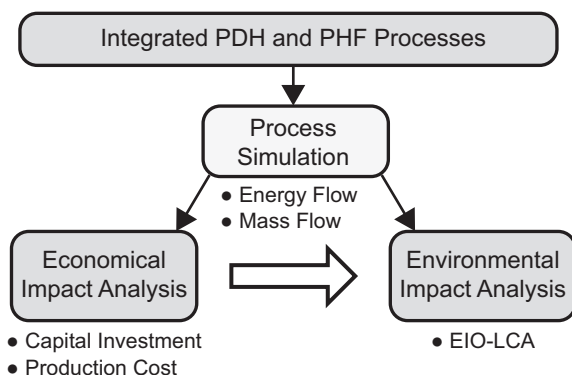 Integrated PDH and PHF Processes
Process
Simulation
● Energy Flow
● Mass Flow
Economical
Impact Analysis
● Capital Investment
● Production Cost
Environmental
Impact Analysis
● EIO-LCA